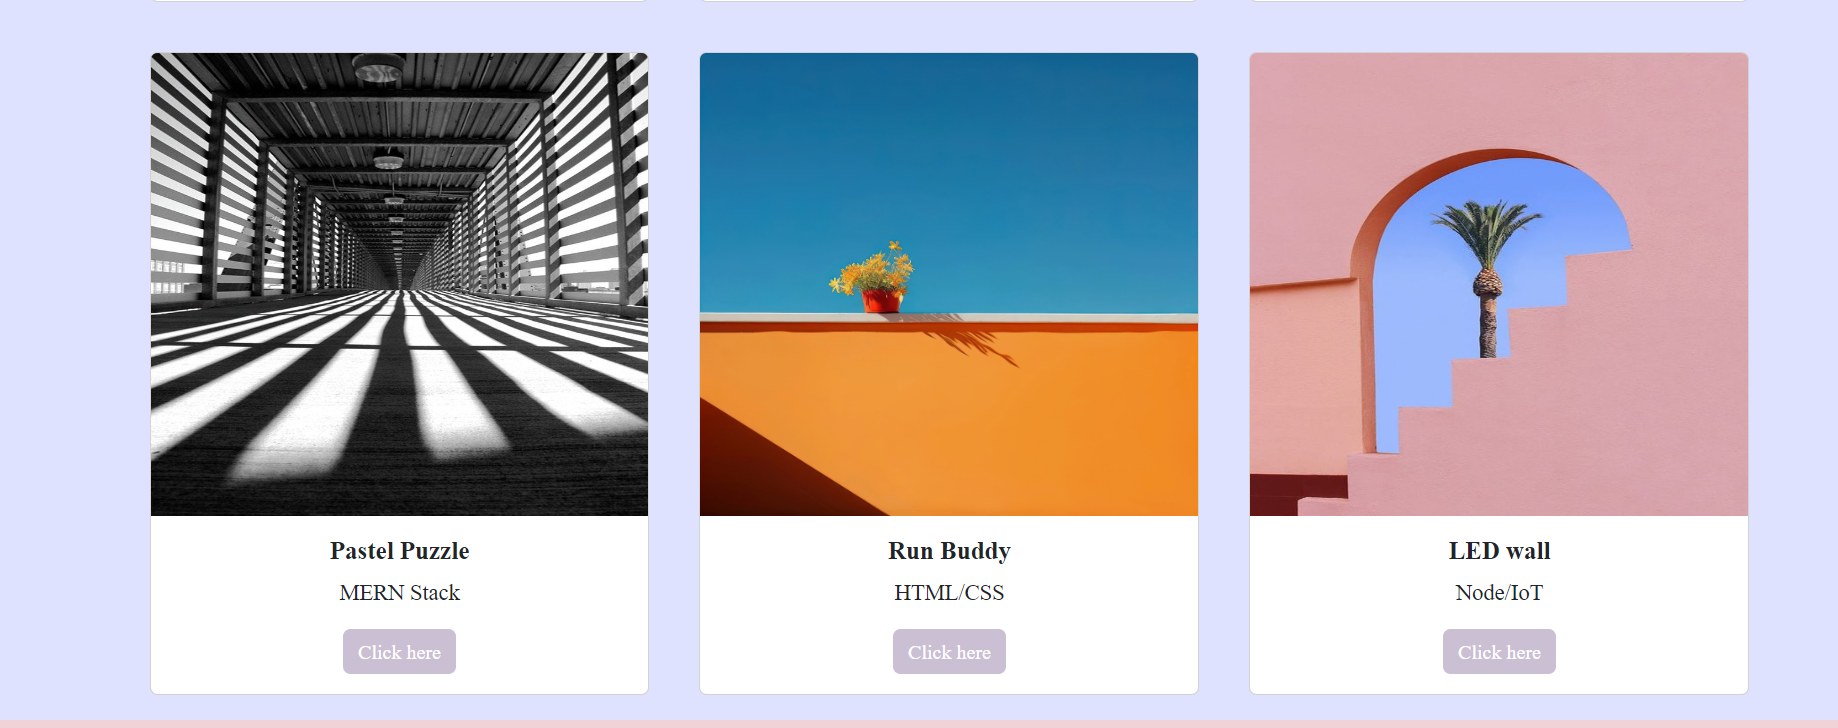 Pastel Puzzle
MERN Stack
Click here
Run Buddy
HTML/CSS
Click here
LED wall
Node/IoT
Click here